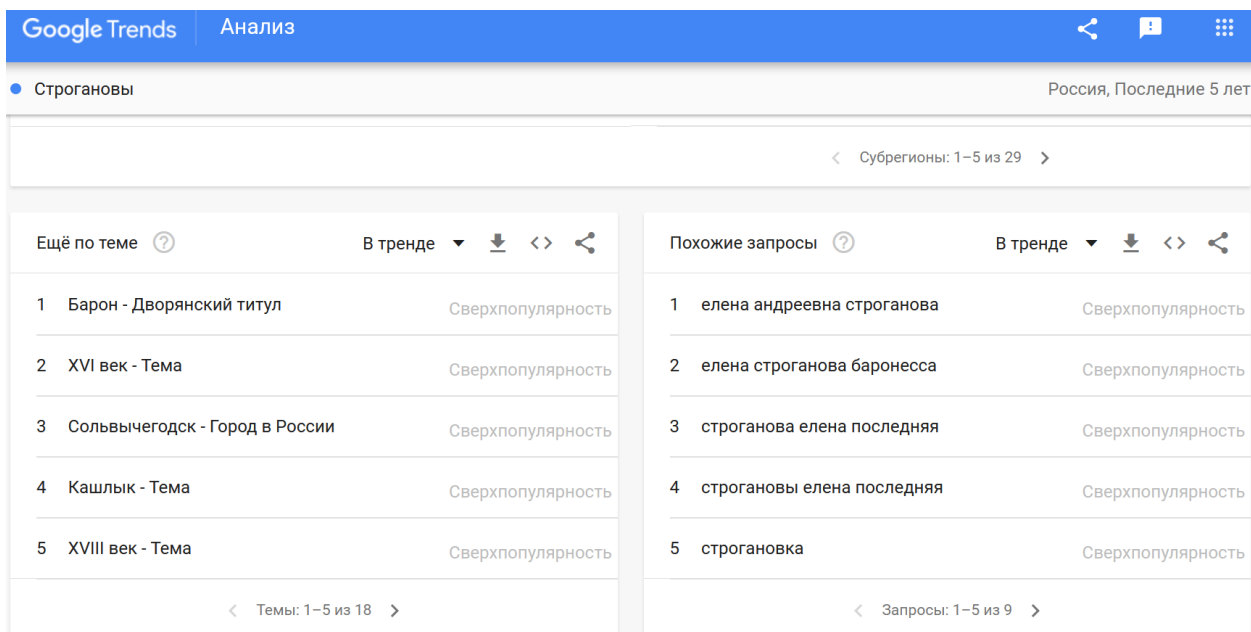 Google Trends Анализ
Строгановы Россия, Последние 5 лет
Субрегионы: 1–5 из 29
Ещё по теме В тренде
1 Барон - Дворянский титул Сверхпопулярность
2 XVI век - Тема Сверхпопулярность
3 Сольвычегодск - Город в России Сверхпопулярность
4 Кашлык - Тема Сверхпопулярность
5 XVIII век - Тема Сверхпопулярность
Темы: 1–5 из 18
Похожие запросы В тренде
1 елена андреевна строганова Сверхпопулярность
2 елена строганова баронесса Сверхпопулярность
3 строганова елена последняя Сверхпопулярность
4 строгановы елена последняя Сверхпопулярность
5 строгановка Сверхпопулярность
Запросы: 1–5 из 9